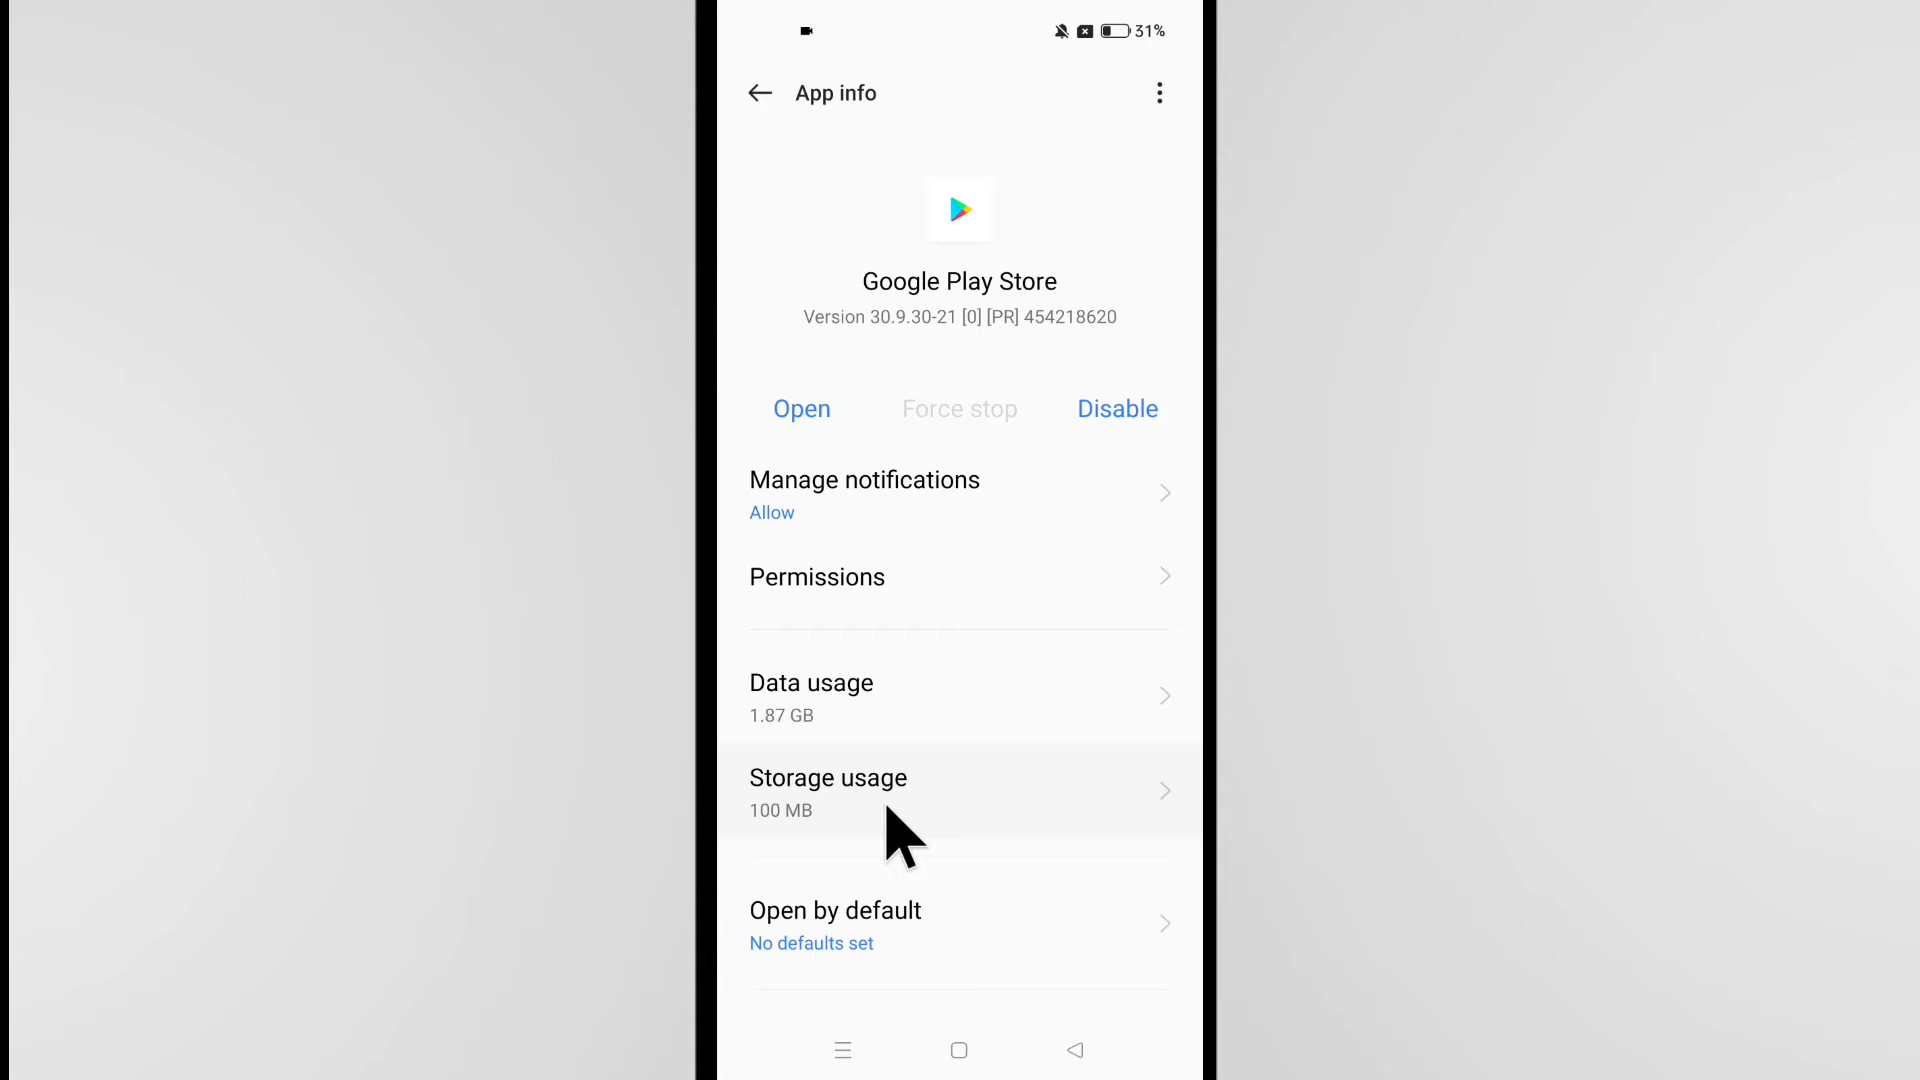 31%
App info
Google Play Store
Version 30.9.30-21 [0] [PR] 454218620
Open Force stop Disable
Manage notifications
Allow
Permissions
Data usage
1.87 GB
Storage usage
100 MB
Open by default
No defaults set